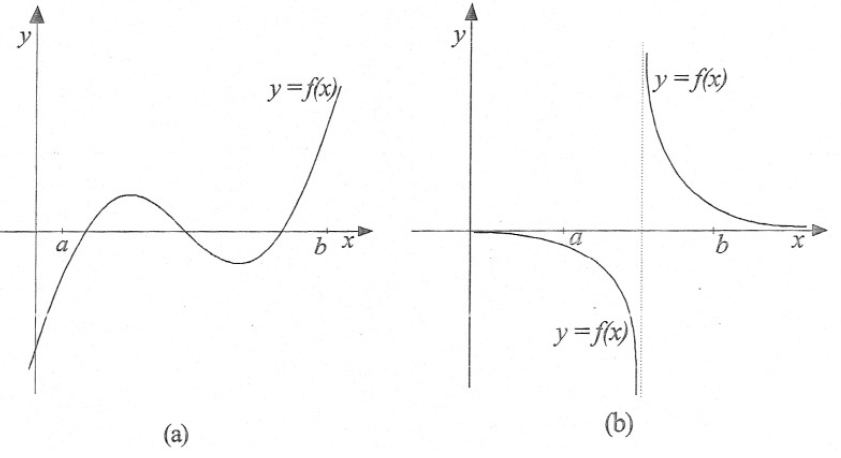 y
y = f(x)
a
b
x
(a)
y
y = f(x)
a
b
x
y = f(x)
(b)